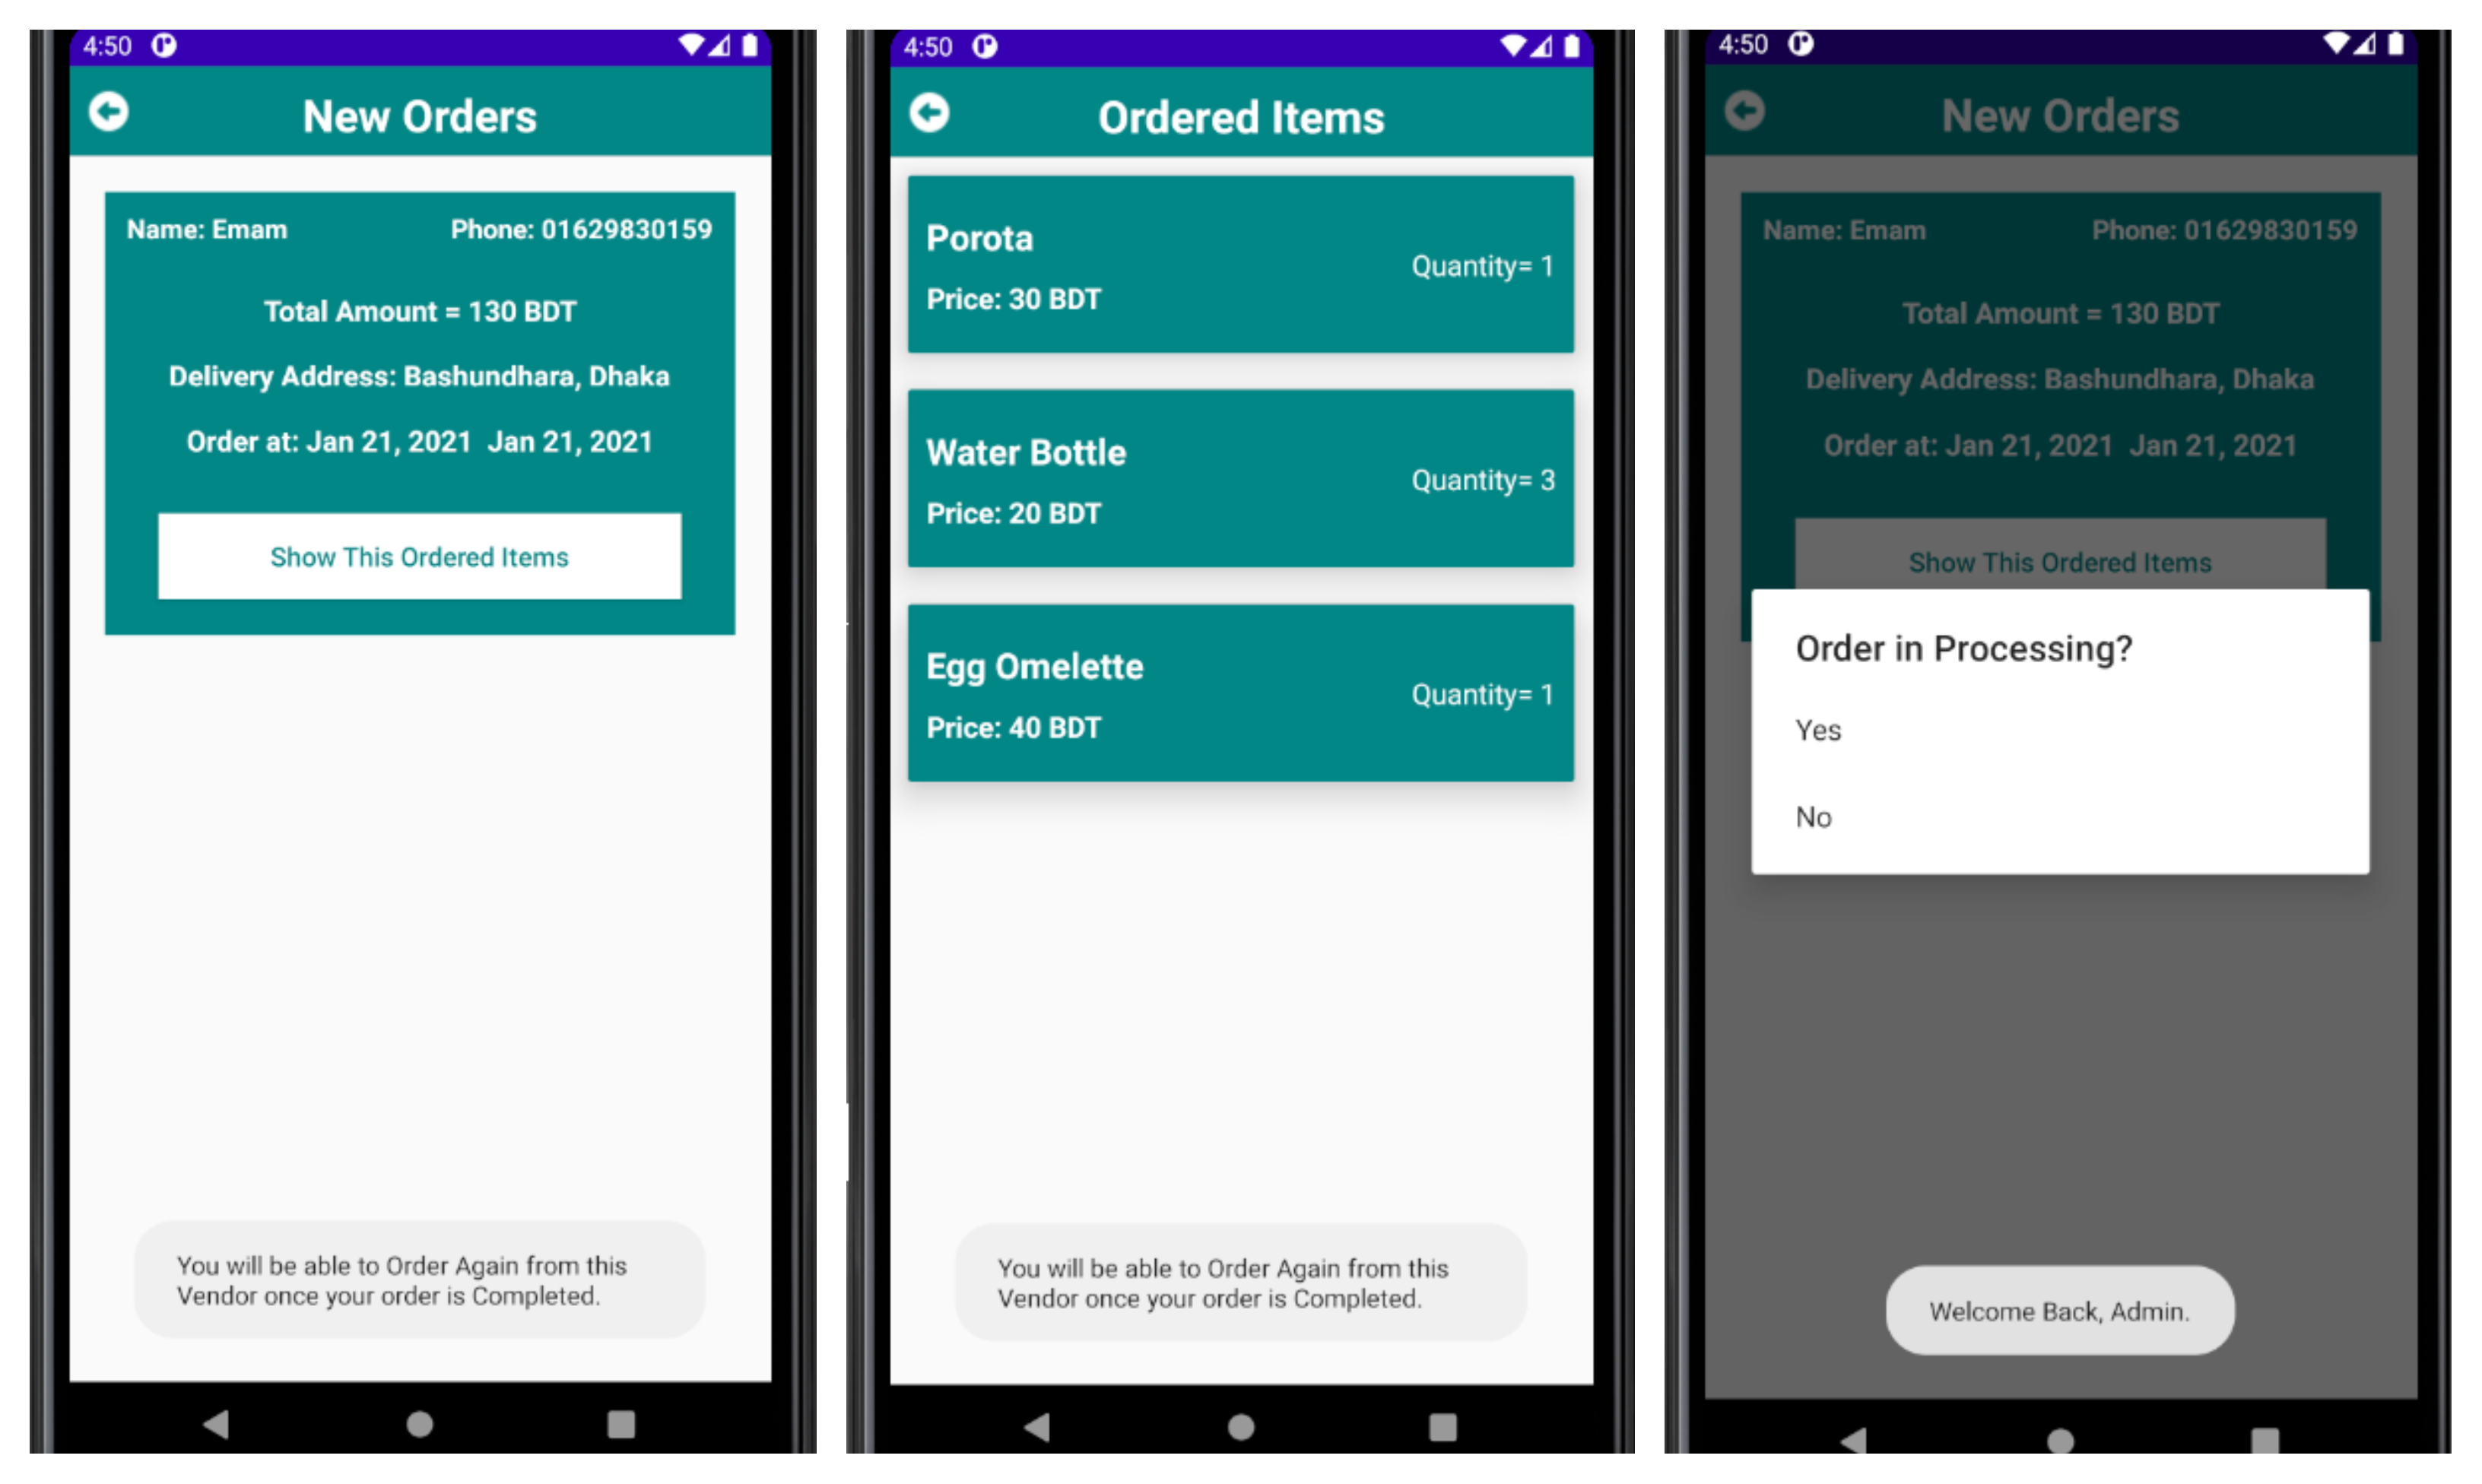 4:50
New Orders
Name: Emam Phone: 01629830159
Total Amount = 130 BDT
Delivery Address: Bashundhara, Dhaka
Order at: Jan 21, 2021 Jan 21, 2021
Show This Ordered Items
You will be able to Order Again from this
Vendor once your order is Completed.
4:50
Ordered Items
Porota
Quantity= 1
Price: 30 BDT
Water Bottle
Quantity= 3
Price: 20 BDT
Egg Omelette
Quantity= 1
Price: 40 BDT
You will be able to Order Again from this
Vendor once your order is Completed.
4:50
New Orders
Name: Emam Phone: 01629830159
Total Amount = 130 BDT
Delivery Address: Bashundhara, Dhaka
Order at: Jan 21, 2021 Jan 21, 2021
Show This Ordered Items
Order in Processing?
Yes
No
Welcome Back, Admin.